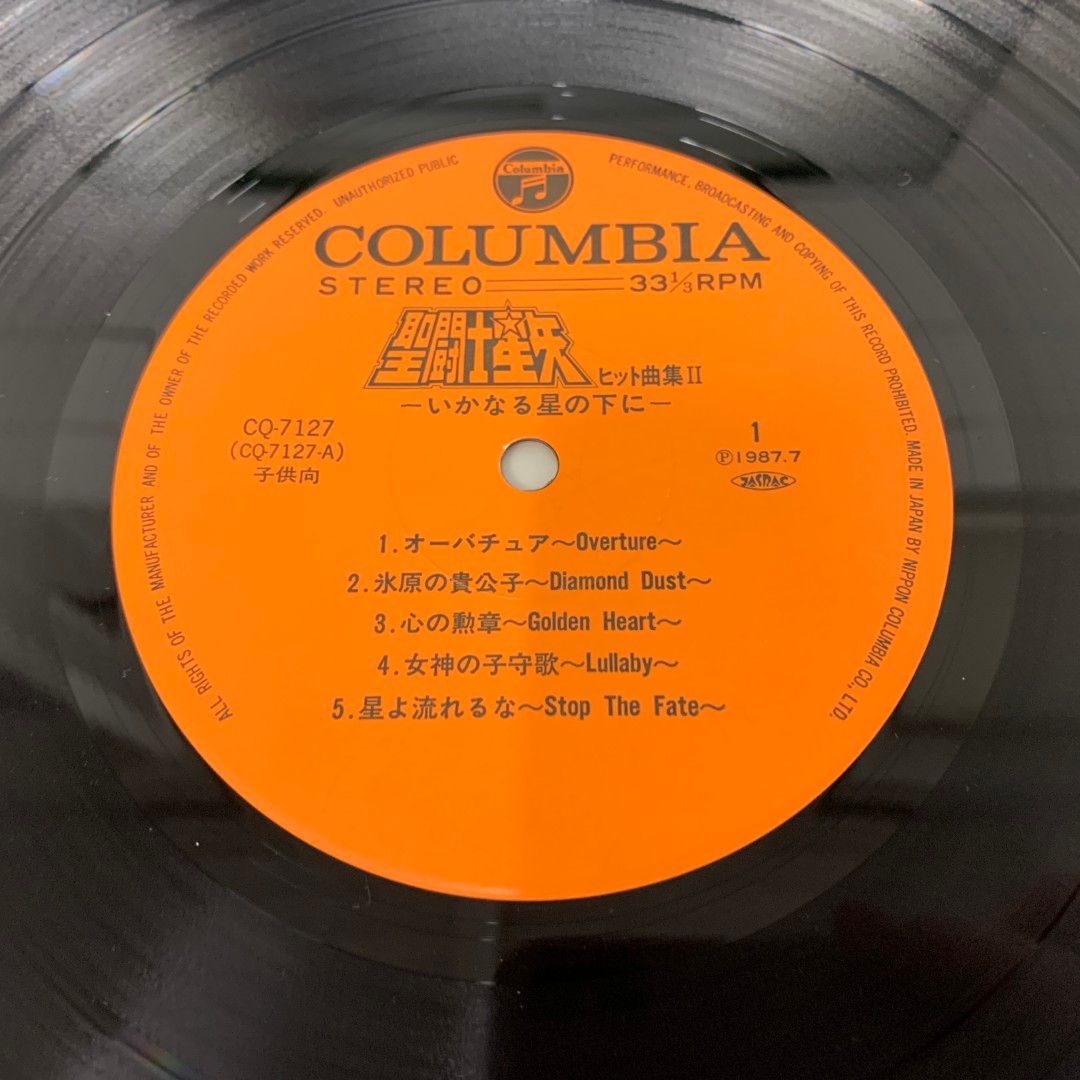 Columbia
ALL RIGHTS OF THE MANUFACTURER AND OF THE OWNER OF THE RECORDED WORK RESERVED. UNAUTHORIZED PUBLIC PERFORMANCE, BROADCASTING AND COPYING OF THIS RECORD PROHIBITED. MADE IN JAPAN BY NIPPON COLUMBIA CO., LTD.
COLUMBIA
STEREO 33⅓ RPM
聖闘士星矢 ヒット曲集II
－いかなる星の下に－
CQ-7127
(CQ-7127-A)
子供向
1
Ⓟ1987.7
JASRAC
1.オーバチュア～Overture～
2.氷原の貴公子～Diamond Dust～
3.心の勲章～Golden Heart～
4.女神の子守歌～Lullaby～
5.星よ流れるな～Stop The Fate～